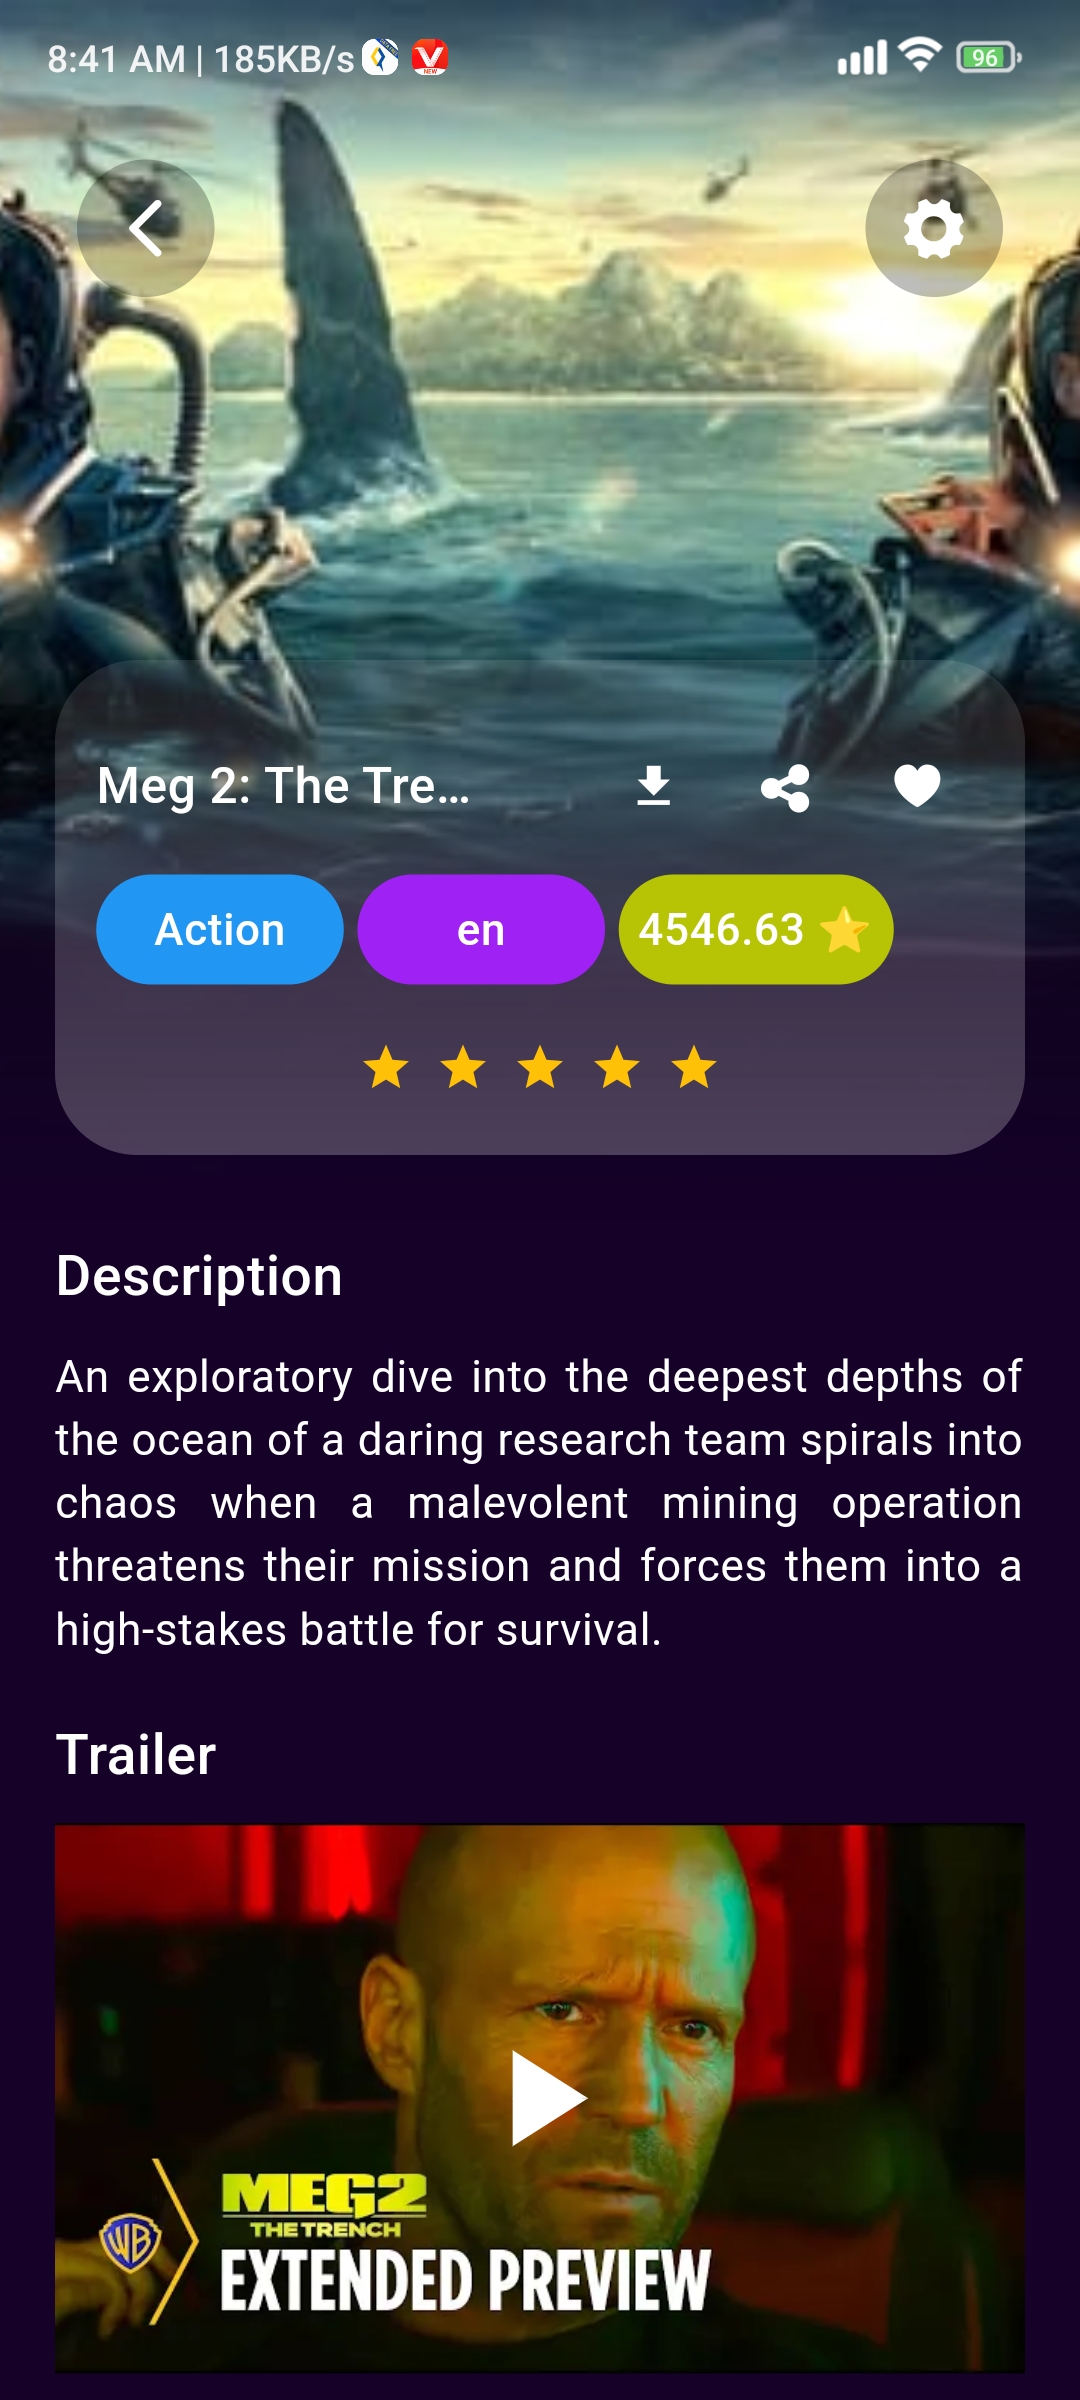 8:41 AM | 185KB/s
96
Meg 2: The Tre...
Action
en
4546.63 ⭐
Description
An exploratory dive into the deepest depths of
the ocean of a daring research team spirals into
chaos when a malevolent mining operation
threatens their mission and forces them into a
high-stakes battle for survival.
Trailer
WB
MEG2
THE TRENCH
EXTENDED PREVIEW